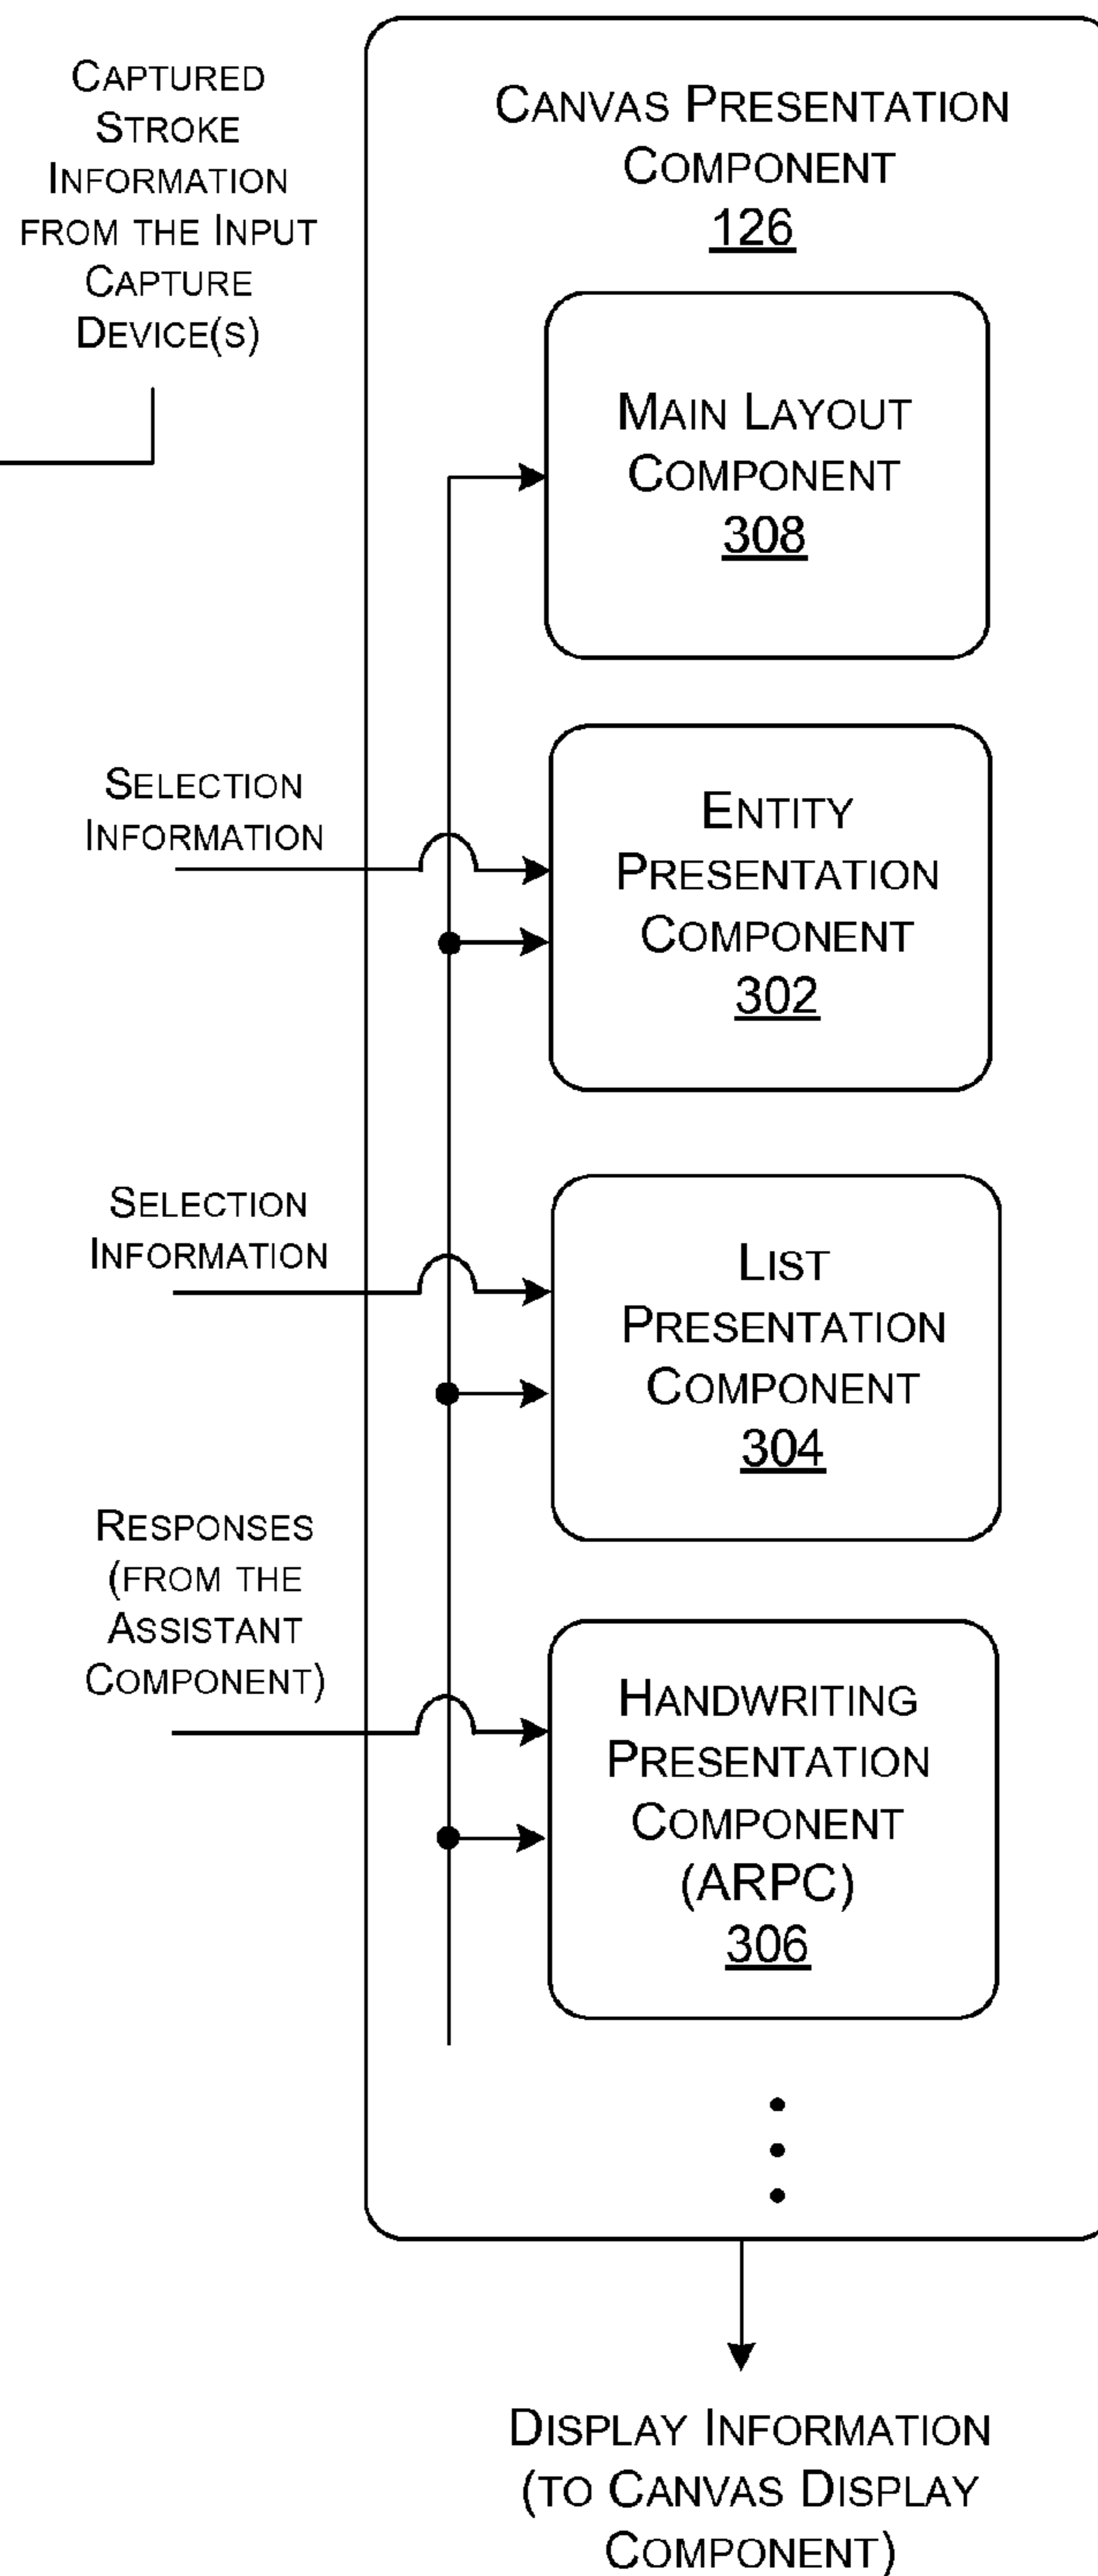 CAPTURED
STROKE
INFORMATION
FROM THE INPUT
CAPTURE
DEVICE(S)
CANVAS PRESENTATION
COMPONENT
126
MAIN LAYOUT
COMPONENT
308
SELECTION
INFORMATION
ENTITY
PRESENTATION
COMPONENT
302
SELECTION
INFORMATION
LIST
PRESENTATION
COMPONENT
304
RESPONSES
(FROM THE
ASSISTANT
COMPONENT)
HANDWRITING
PRESENTATION
COMPONENT
(ARPC)
306
DISPLAY INFORMATION
(TO CANVAS DISPLAY
COMPONENT)